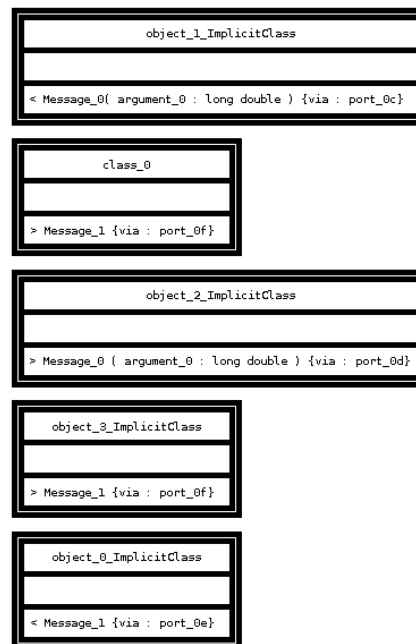 object_1_ImplicitClass
< Message_0( argument_0 : long double ) {via : port_0c}
class_0
> Message_1 {via : port_0f}
object_2_ImplicitClass
> Message_0 ( argument_0 : long double ) {via : port_0d}
object_3_ImplicitClass
> Message_1 {via : port_0f}
object_0_ImplicitClass
< Message_1 {via : port_0e}